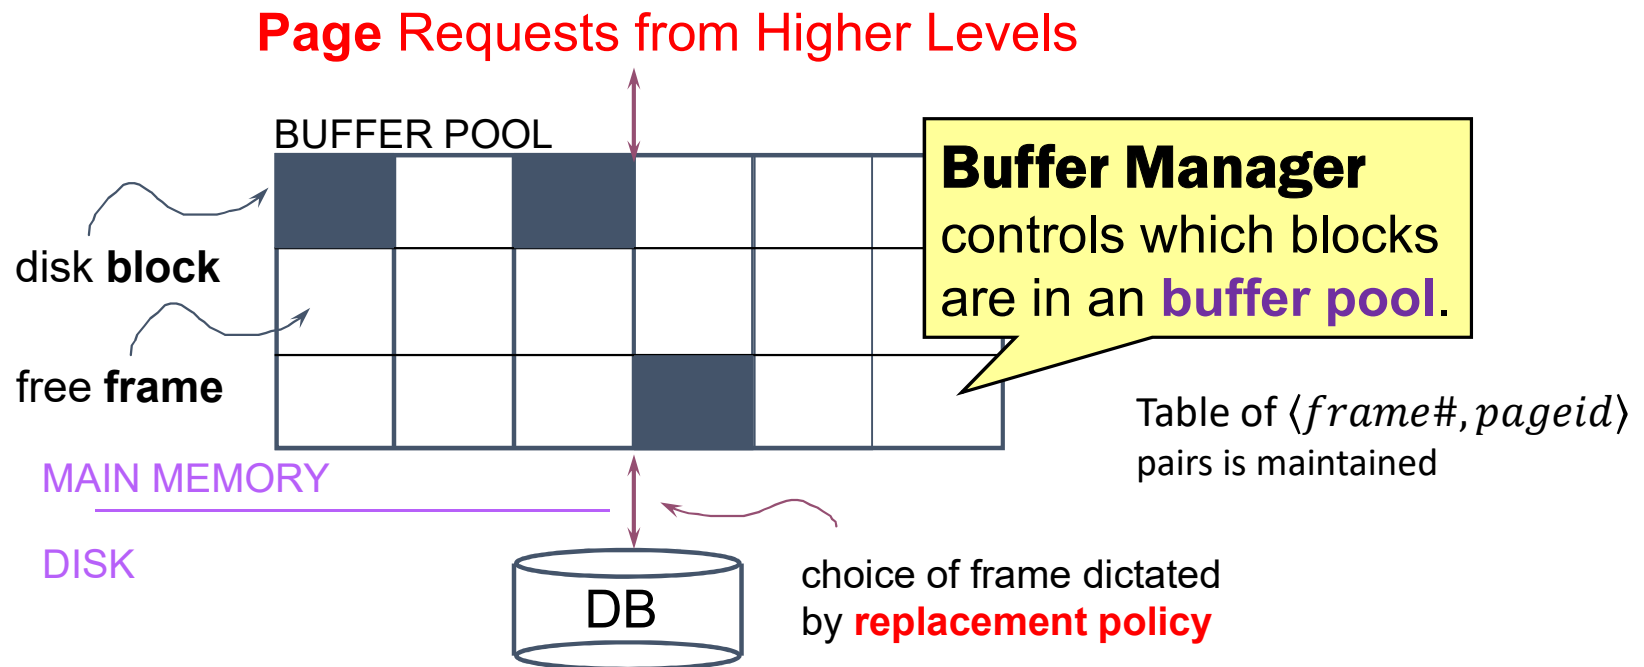 Page Requests from Higher Levels
BUFFER POOL
Buffer Manager
controls which blocks
are in an buffer pool.
disk block
free frame
Table of ⟨frame#, pageid⟩
pairs is maintained
MAIN MEMORY
DISK
choice of frame dictated
by replacement policy
DB